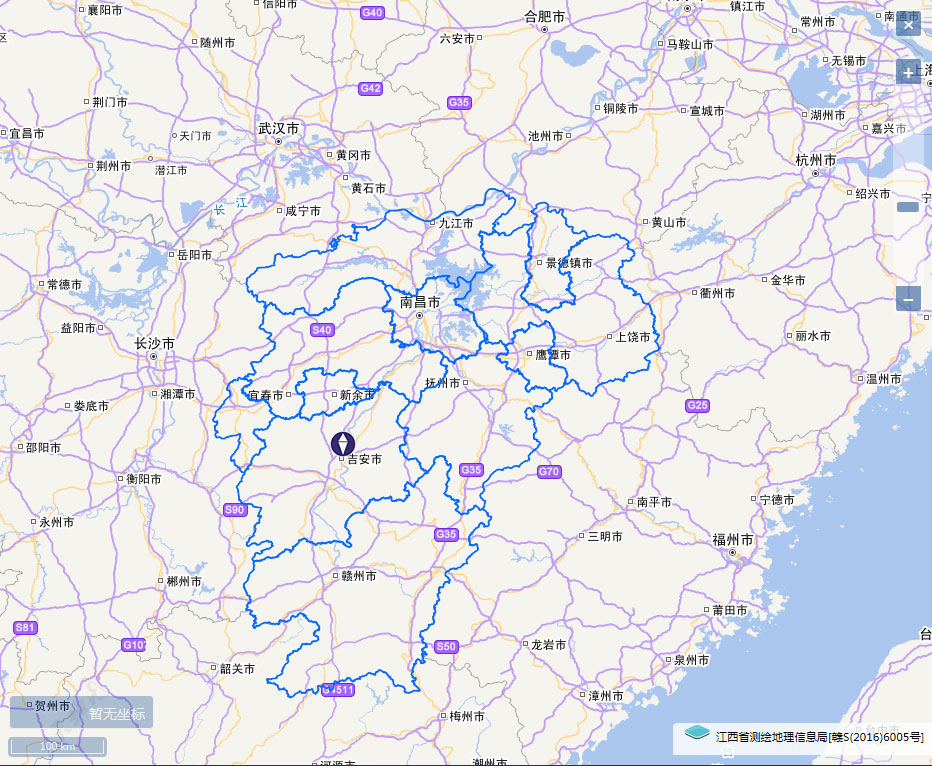 襄阳市
信阳市
G40
合肥市
镇江市
常州市
南通市
随州市
六安市
马鞍山市
无锡市
上海
G42
G35
荆门市
铜陵市
宣城市
湖州市
嘉兴市
宜昌市
天门市
武汉市
池州市
黄冈市
荆州市
潜江市
杭州市
黄石市
绍兴市
宁
长 江
咸宁市
九江市
黄山市
岳阳市
景德镇市
常德市
金华市
衢州市
南昌市
益阳市
S40
长沙市
上饶市
丽水市
鹰潭市
温州市
抚州市
湘潭市
宜春市
新余市
娄底市
G25
邵阳市
吉安市
G35
G70
衡阳市
南平市
宁德市
S90
永州市
G35
三明市
福州市
赣州市
郴州市
莆田市
S81
台
G107
S50
龙岩市
泉州市
韶关市
G4511
漳州市
贺州市
暂无坐标
梅州市
台中市
江西省测绘地理信息局[赣S(2016)6005号]
100 km
河源市
潮州市